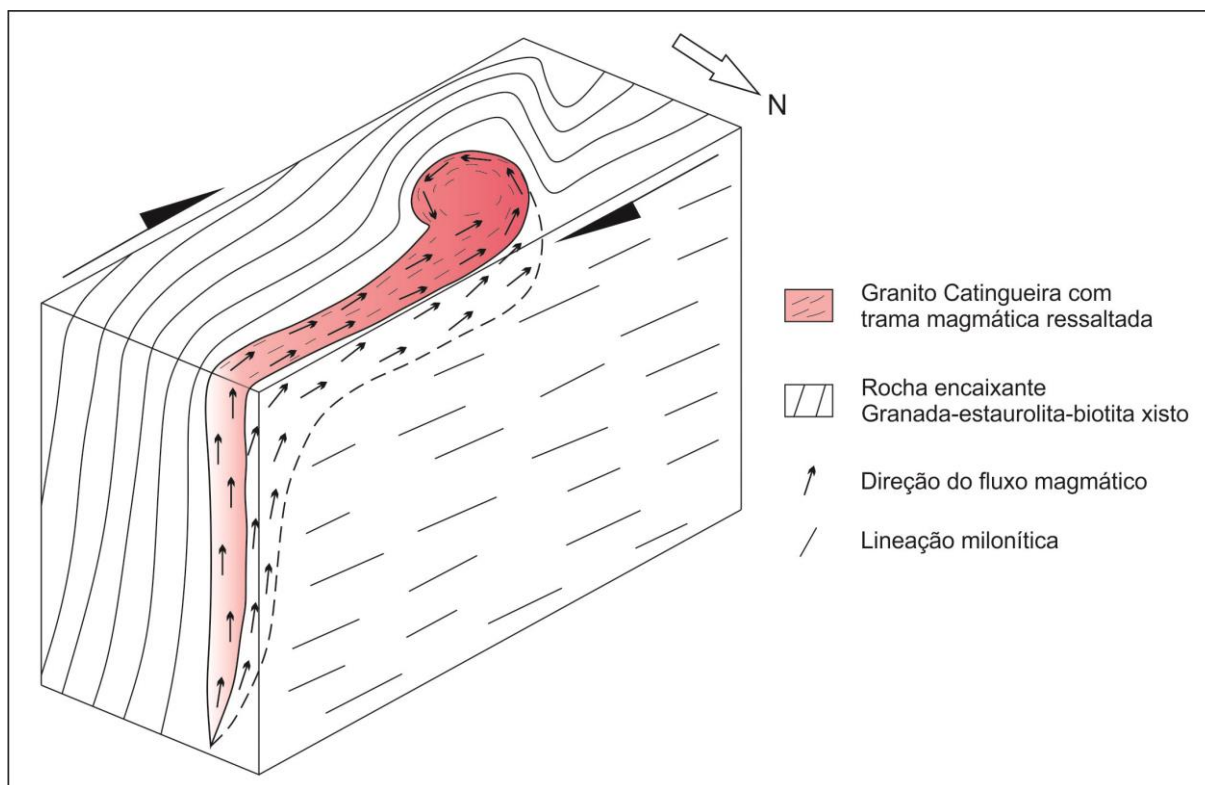 N
Granito Catingueira com
trama magmática ressaltada
Rocha encaixante
Granada-estaurolita-biotita xisto
Direção do fluxo magmático
Lineação milonítica